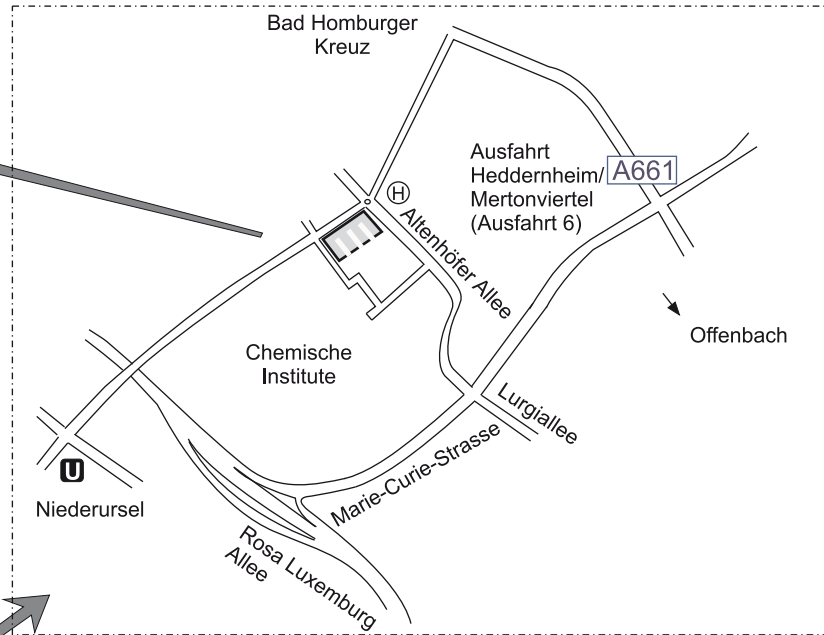 Bad Homburger
Kreuz
Ausfahrt
Heddernheim/
Mertonviertel
(Ausfahrt 6)
A661
H
Altenhöfer Allee
Offenbach
Chemische
Institute
Lurgiallee
Marie-Curie-Strasse
U
Niederursel
Rosa Luxemburg
Allee